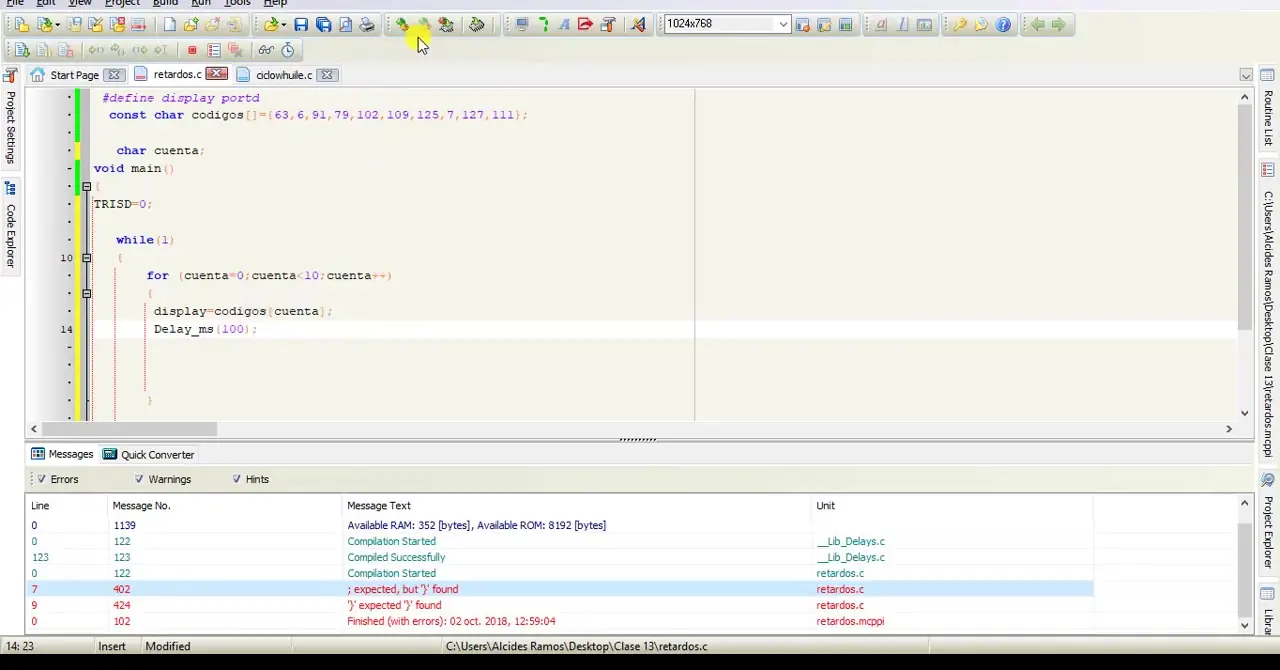 File Edit View Project Build Run Tools Help
1024x768
Start Page retardos.c ciclowhuile.c
Project Settings
Code Explorer
#define display portd
const char codigos[]={63,6,91,79,102,109,125,7,127,111};
char cuenta;
void main()
{
TRISD=0;
while(1)
10 {
for (cuenta=0;cuenta<10;cuenta++)
{
display=codigos[cuenta];
14 Delay_ms(100);
}
Routine List
C:\Users\Alcides Ramos\Desktop\Clase 13\retardos.mcppi
Project Explorer
Messages Quick Converter
Errors Warnings Hints
Line Message No. Message Text Unit
0 1139 Available RAM: 352 [bytes], Available ROM: 8192 [bytes]
0 122 Compilation Started __Lib_Delays.c
123 123 Compiled Successfully __Lib_Delays.c
0 122 Compilation Started retardos.c
7 402 ; expected, but '}' found retardos.c
9 424 '}' expected '}' found retardos.c
0 102 Finished (with errors): 02 oct. 2018, 12:59:04 retardos.mcppi
14: 23 Insert Modified C:\Users\Alcides Ramos\Desktop\Clase 13\retardos.c